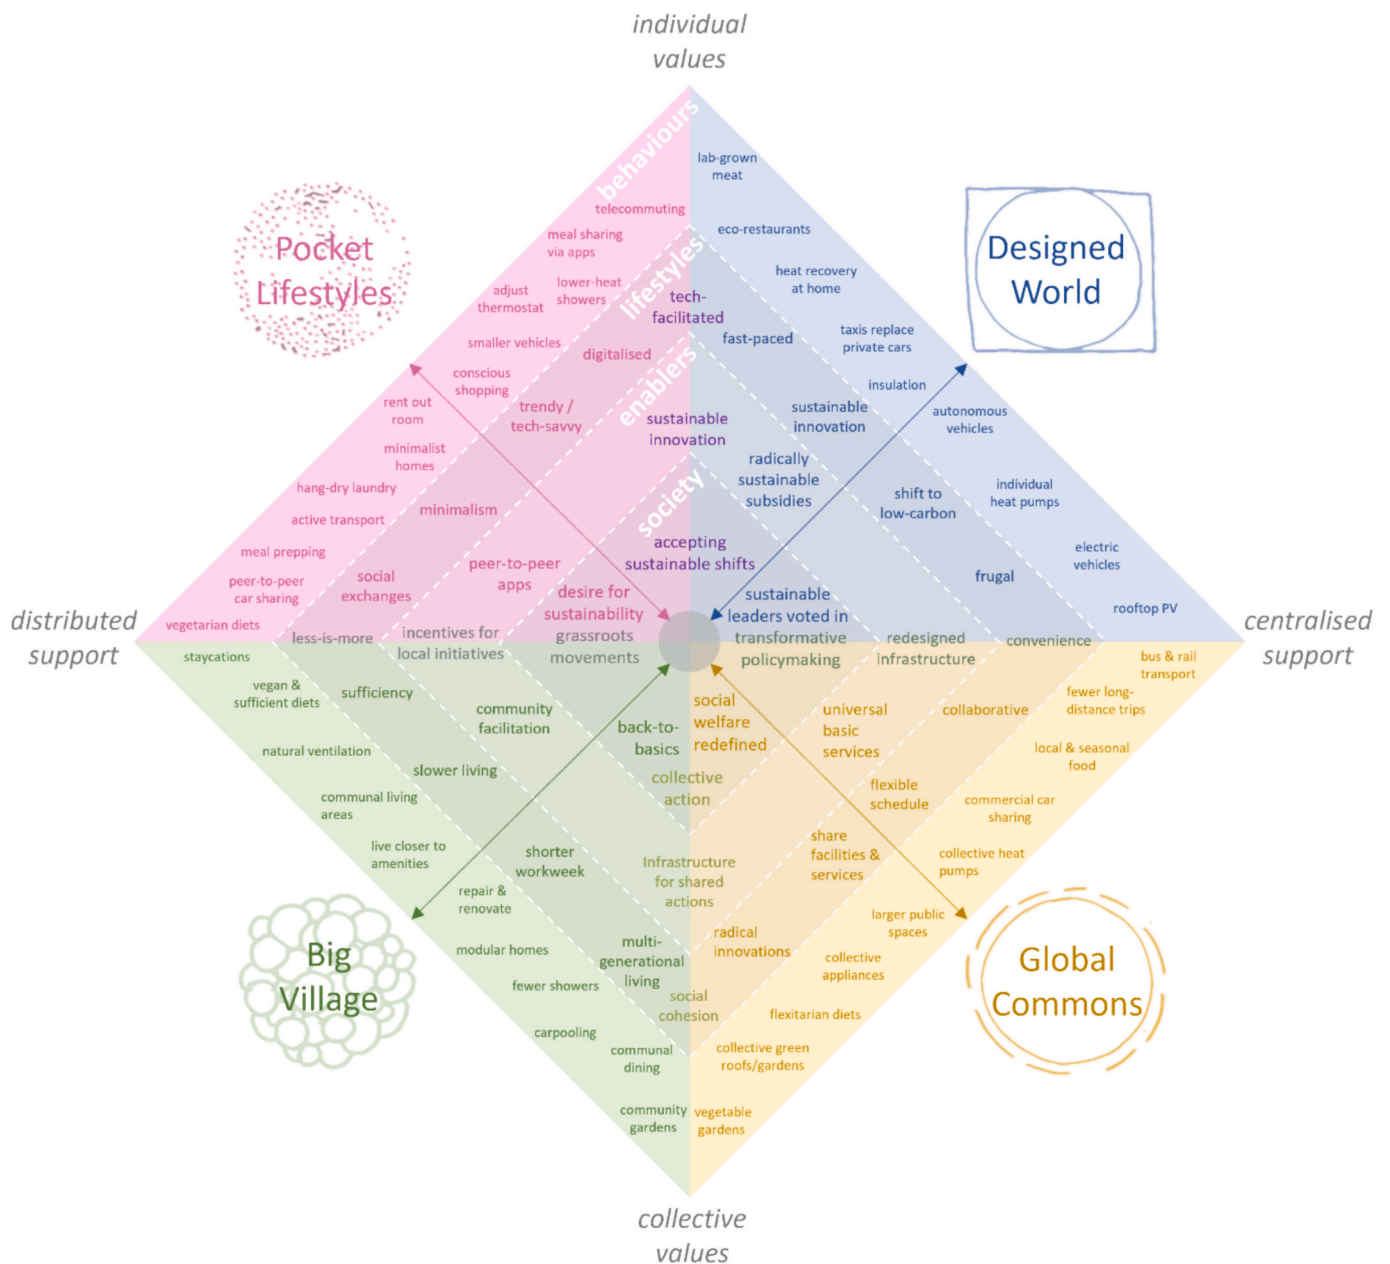 individual
values
behaviours
lab-grown
meat
telecommuting
eco-restaurants
meal sharing
via apps
Pocket
Lifestyles
Designed
World
lifestyles
heat recovery
at home
lower-heat
showers
adjust
thermostat
tech-
facilitated
fast-paced
taxis replace
private cars
smaller vehicles
digitalised
enablers
conscious
shopping
insulation
rent out
room
trendy /
tech-savvy
sustainable
innovation
sustainable
innovation
autonomous
vehicles
minimalist
homes
radically
sustainable
subsidies
hang-dry laundry
society
shift to
low-carbon
individual
heat pumps
active transport
minimalism
accepting
sustainable shifts
meal prepping
electric
vehicles
peer-to-peer
car sharing
social
exchanges
peer-to-peer
apps
desire for
sustainability
sustainable
leaders voted in
frugal
rooftop PV
vegetarian diets
distributed
support
centralised
support
less-is-more
incentives for
local initiatives
grassroots
movements
transformative
policymaking
redesigned
infrastructure
convenience
staycations
bus & rail
transport
vegan &
sufficient diets
sufficiency
community
facilitation
back-to-
basics
social
welfare
redefined
universal
basic
services
collaborative
fewer long-
distance trips
natural ventilation
slower living
collective
action
flexible
schedule
local & seasonal
food
communal living
areas
commercial car
sharing
live closer to
amenities
shorter
workweek
Infrastructure
for shared
actions
share
facilities &
services
collective heat
pumps
repair &
renovate
larger public
spaces
Big
Village
modular homes
multi-
generational
living
radical
innovations
collective
appliances
Global
Commons
fewer showers
social
cohesion
flexitarian diets
carpooling
communal
dining
collective green
roofs/gardens
community
gardens
vegetable
gardens
collective
values